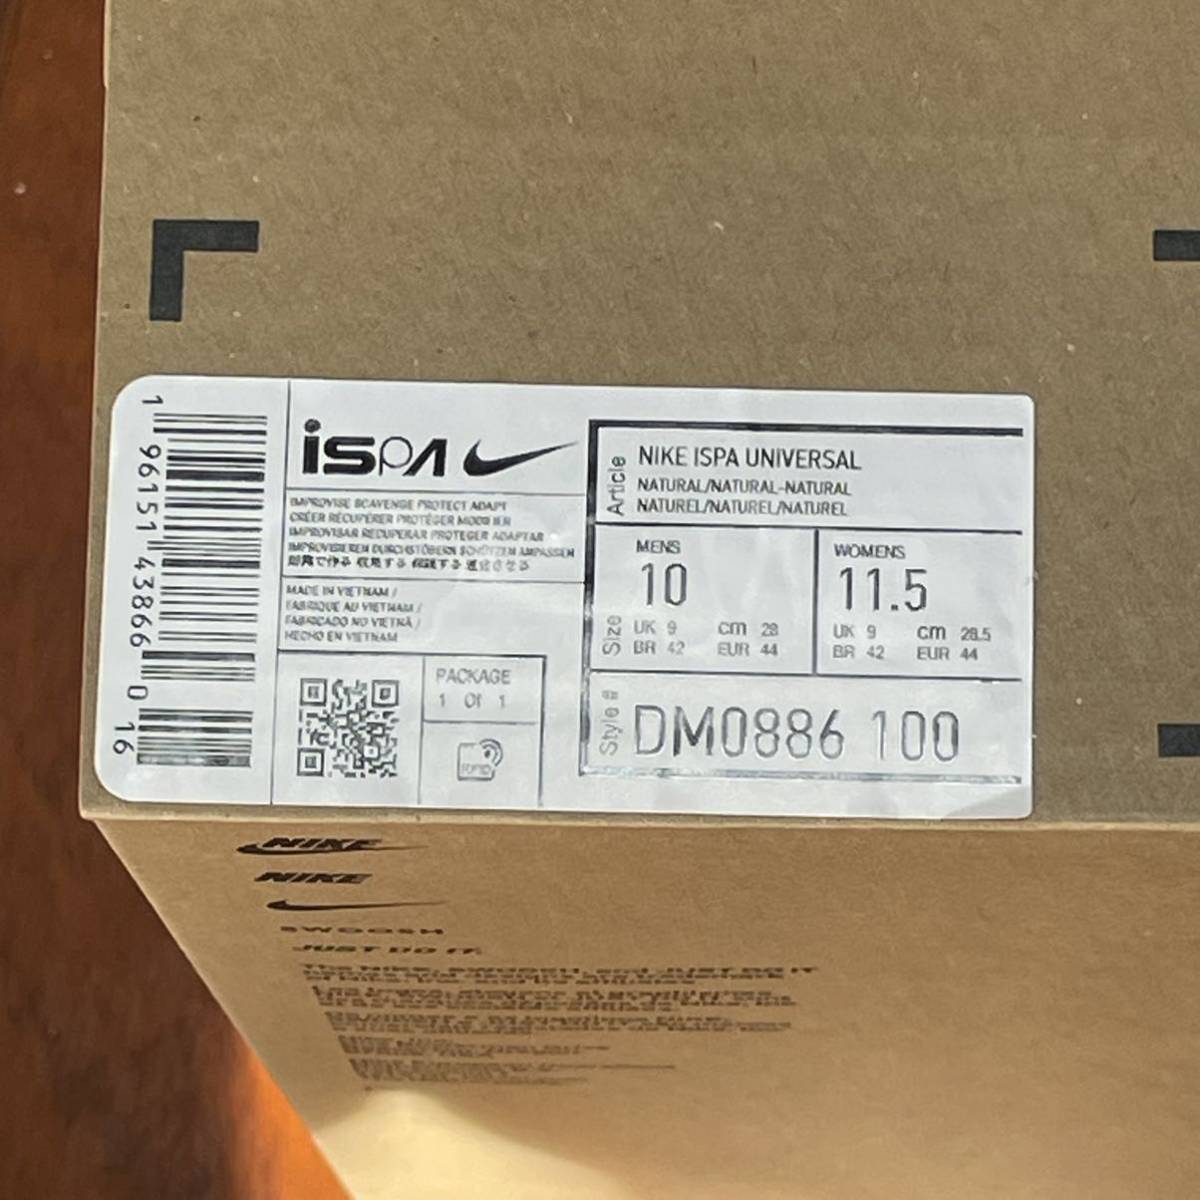 1 96151 43866 0 16
iSPA
IMPROVISE SCAVENGE PROTECT ADAPT
CRÉER RÉCUPÉRER PROTÉGER MODIFIER
IMPROVISAR RECUPERAR PROTEGER ADAPTAR
IMPROVISIEREN DURCHSTÖBERN SCHÜTZEN ANPASSEN
MADE IN VIETNAM /
FABRIQUÉ AU VIETNAM /
FABRICADO NO VIETNÃ /
HECHO EN VIETNAM
PACKAGE
1 Of 1
RFID
Article
NIKE ISPA UNIVERSAL
NATURAL/NATURAL-NATURAL
NATUREL/NATUREL/NATUREL
Size
MENS
10
UK 9 cm 28
BR 42 EUR 44
WOMENS
11.5
UK 9 cm 28.5
BR 42 EUR 44
Style #
DM0886 100
NIKE
NIKE
SWOOSH
JUST DO IT.